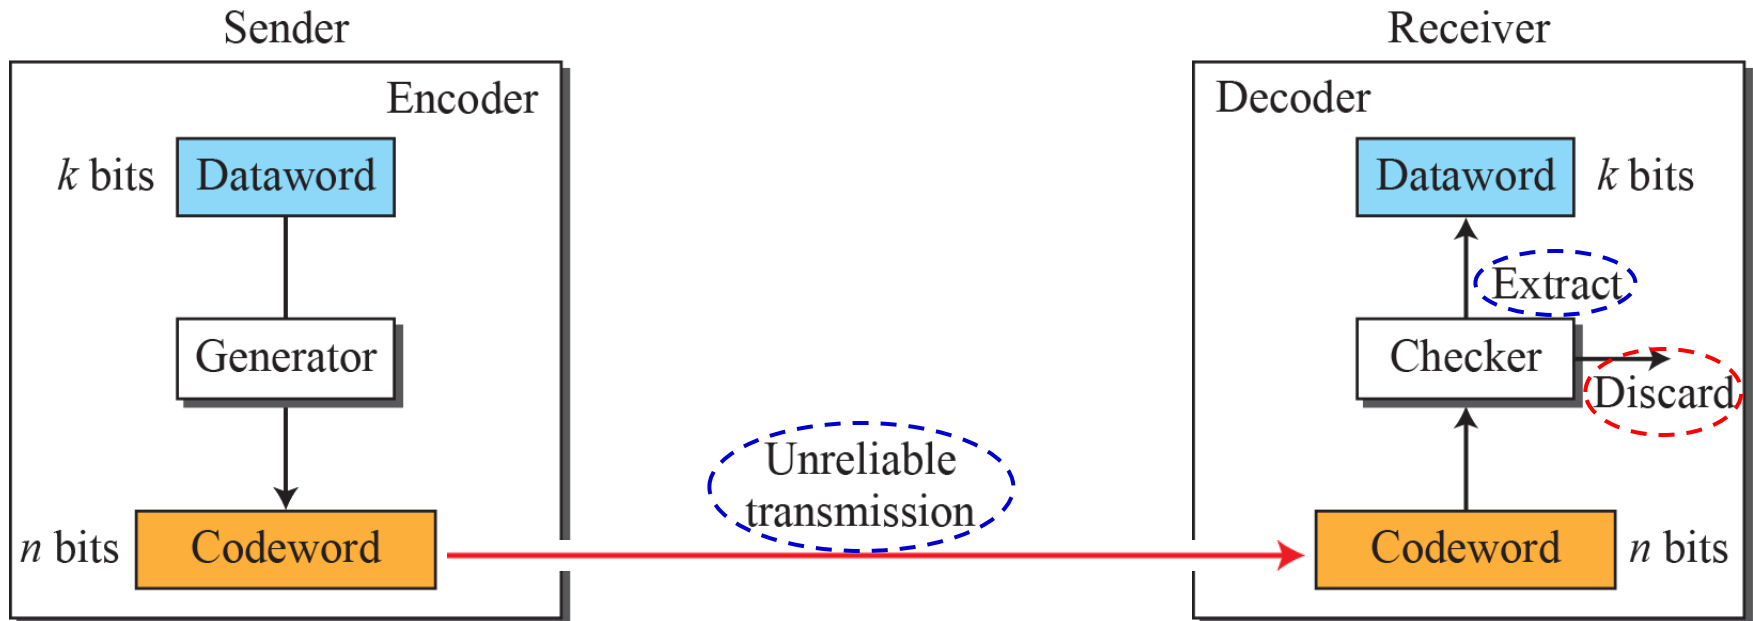 Sender
Encoder
k bits
Dataword
Generator
n bits
Codeword
Unreliable
transmission
Receiver
Decoder
Dataword
k bits
Extract
Checker
Discard
Codeword
n bits